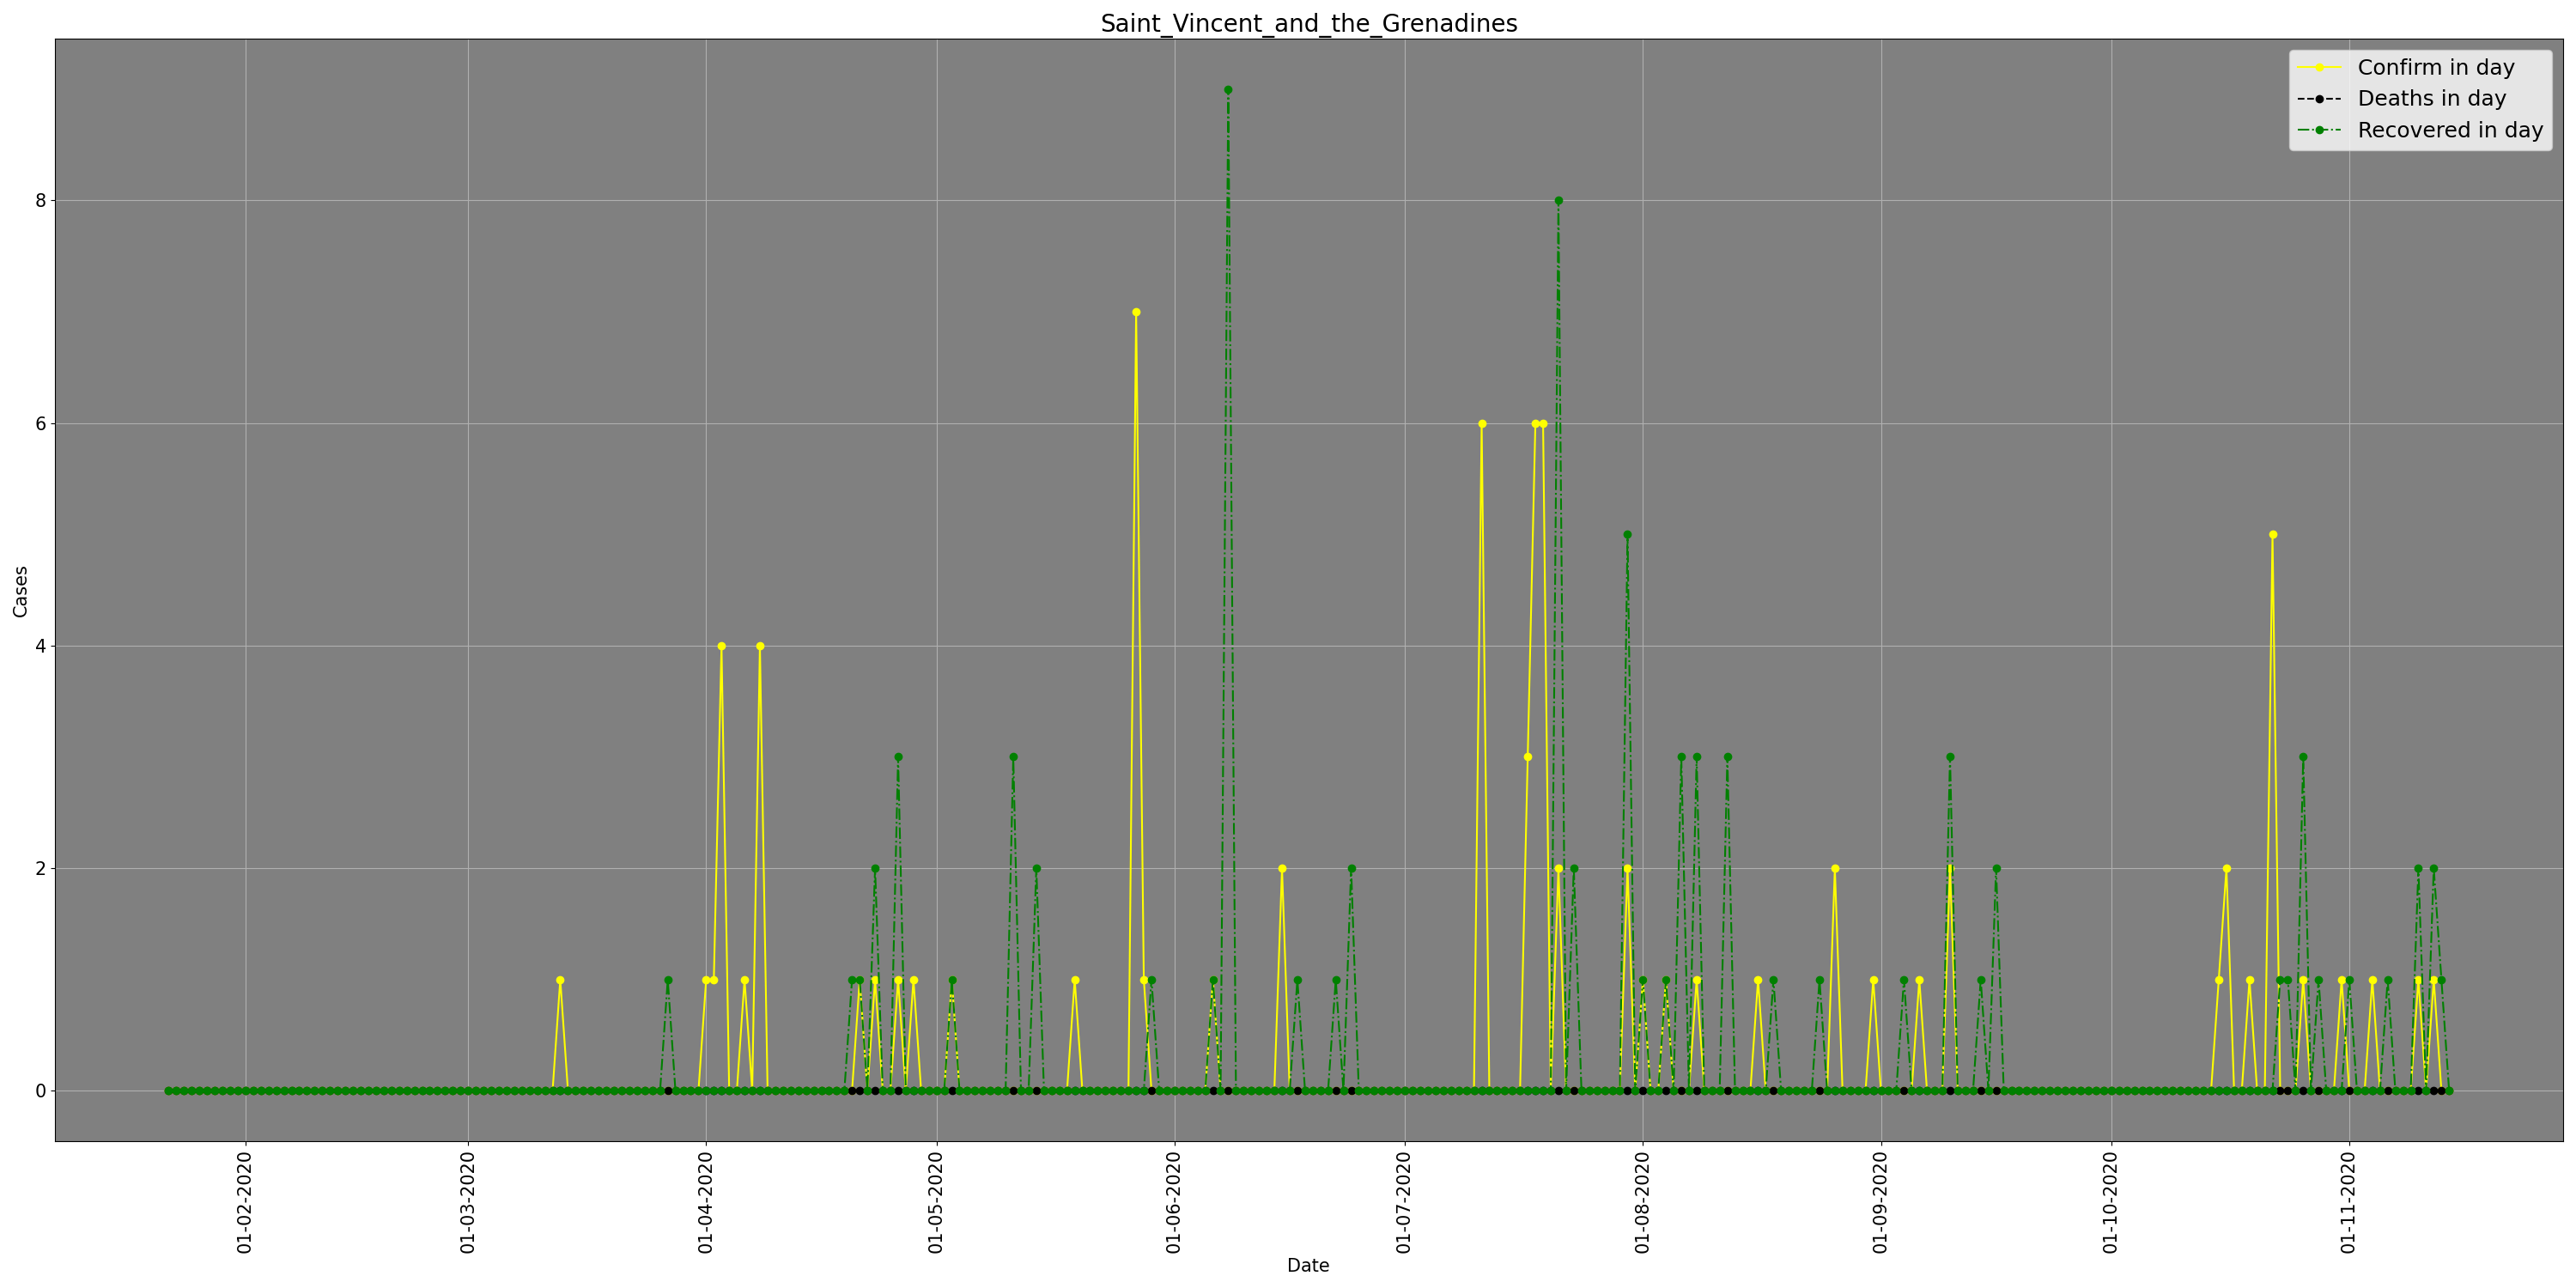 Saint_Vincent_and_the_Grenadines
Confirm in day
Deaths in day
Recovered in day
Cases
8
6
4
2
0
01-02-2020
01-03-2020
01-04-2020
01-05-2020
01-06-2020
01-07-2020
01-08-2020
01-09-2020
01-10-2020
01-11-2020
Date